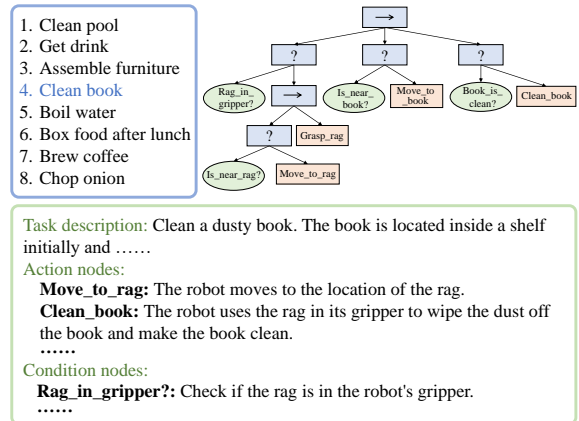 1. Clean pool
2. Get drink
3. Assemble furniture
4. Clean book
5. Boil water
6. Box food after lunch
7. Brew coffee
8. Chop onion
→
? ? ?
Rag_in_
gripper?
→
Is_near_
book?
Move_to
_book
Book_is_
clean?
Clean_book
? Grasp_rag
Is_near_rag? Move_to_rag
Task description: Clean a dusty book. The book is located inside a shelf
initially and ……
Action nodes:
Move_to_rag: The robot moves to the location of the rag.
Clean_book: The robot uses the rag in its gripper to wipe the dust off
the book and make the book clean.
……
Condition nodes:
Rag_in_gripper?: Check if the rag is in the robot's gripper.
……